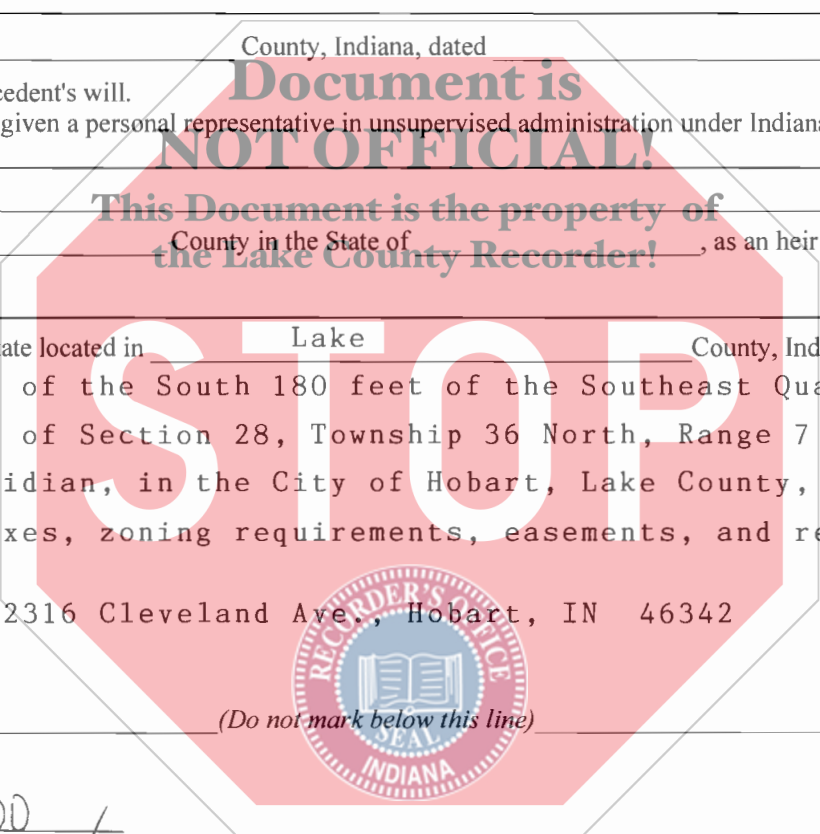 County, Indiana, dated
Document is
cedent's will.
given a personal representative in unsupervised administration under Indiana
NOT OFFICIAL!
This Document is the property of
County in the State of , as an heir
the Lake County Recorder!
STOP
ate located in Lake County, Ind
of the South 180 feet of the Southeast Qua
of Section 28, Township 36 North, Range 7
idian, in the City of Hobart, Lake County,
xes, zoning requirements, easements, and re
2316 Cleveland Ave., Hobart, IN 46342
RECORDER'S OFFICE
(Do not mark below this line)
SEAL
INDIANA